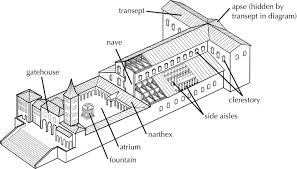 transept
apse (hidden by
transept in diagram)
nave
gatehouse
clerestory
side aisles
narthex
atrium
fountain